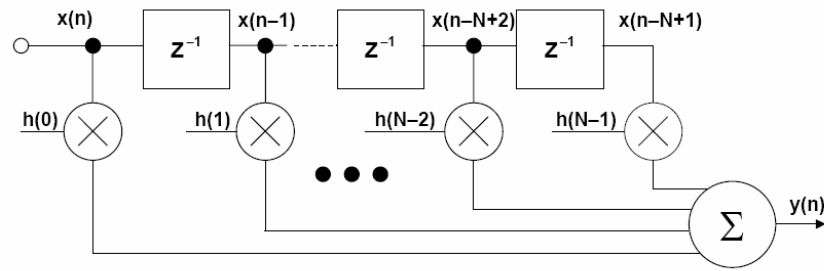 x(n) x(n–1) x(n–N+2) x(n–N+1)
Z⁻¹ Z⁻¹ Z⁻¹
h(0) h(1) h(N–2) h(N–1)
Σ y(n)